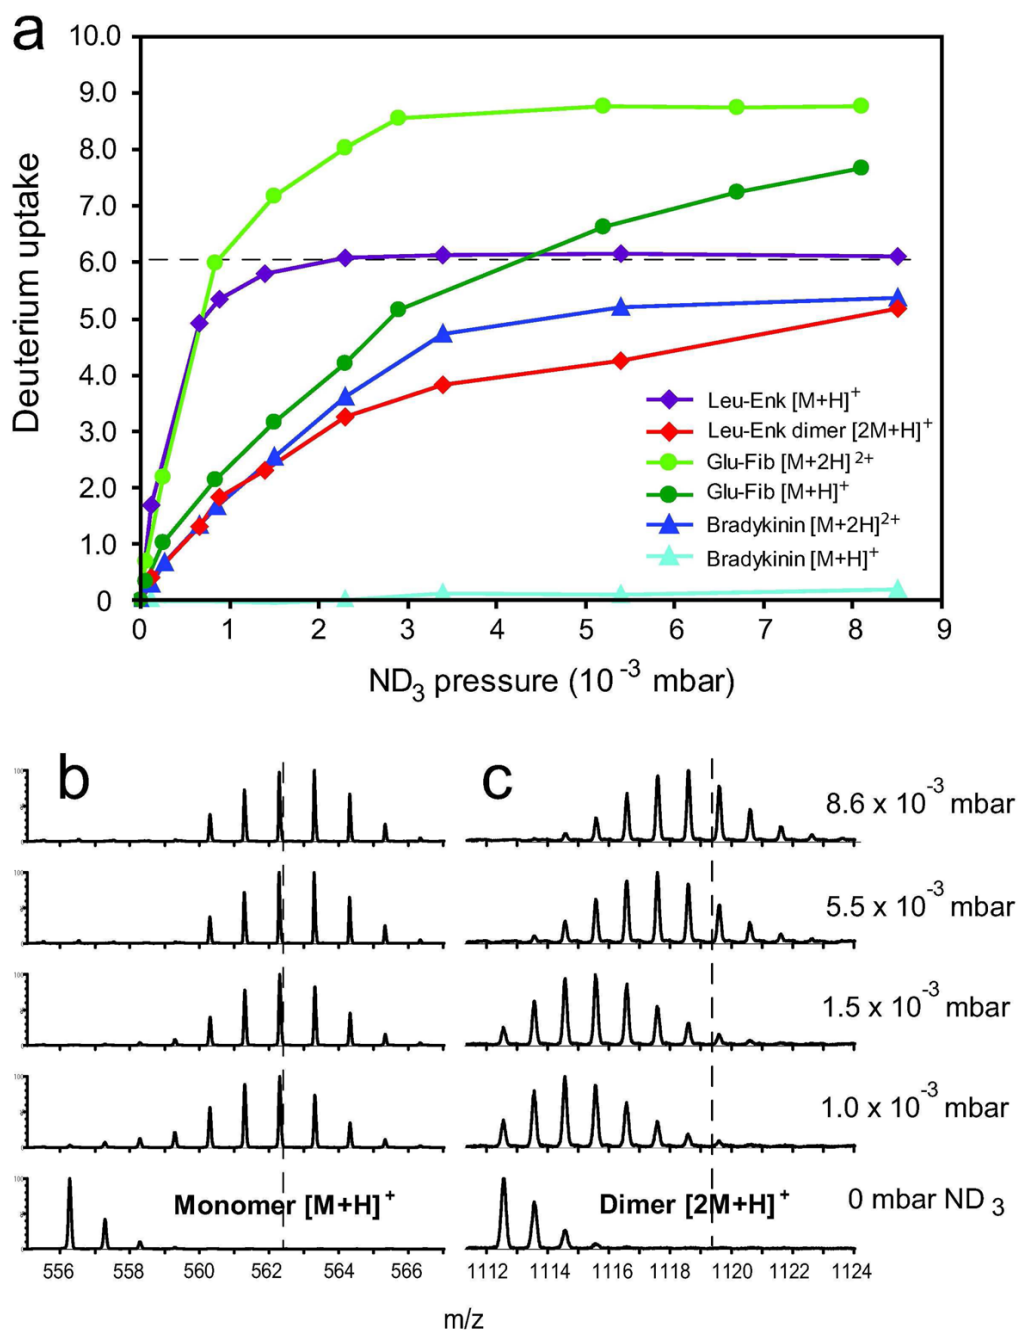 a
10.0
9.0
8.0
7.0
6.0
5.0
4.0
3.0
2.0
1.0
0
Deuterium uptake
0 1 2 3 4 5 6 7 8 9
ND3 pressure (10-3 mbar)
Leu-Enk [M+H]+
Leu-Enk dimer [2M+H]+
Glu-Fib [M+2H]2+
Glu-Fib [M+H]+
Bradykinin [M+2H]2+
Bradykinin [M+H]+
b
c
8.6 x 10-3 mbar
5.5 x 10-3 mbar
1.5 x 10-3 mbar
1.0 x 10-3 mbar
Monomer [M+H]+
Dimer [2M+H]+
0 mbar ND3
556 558 560 562 564 566
1112 1114 1116 1118 1120 1122 1124
m/z